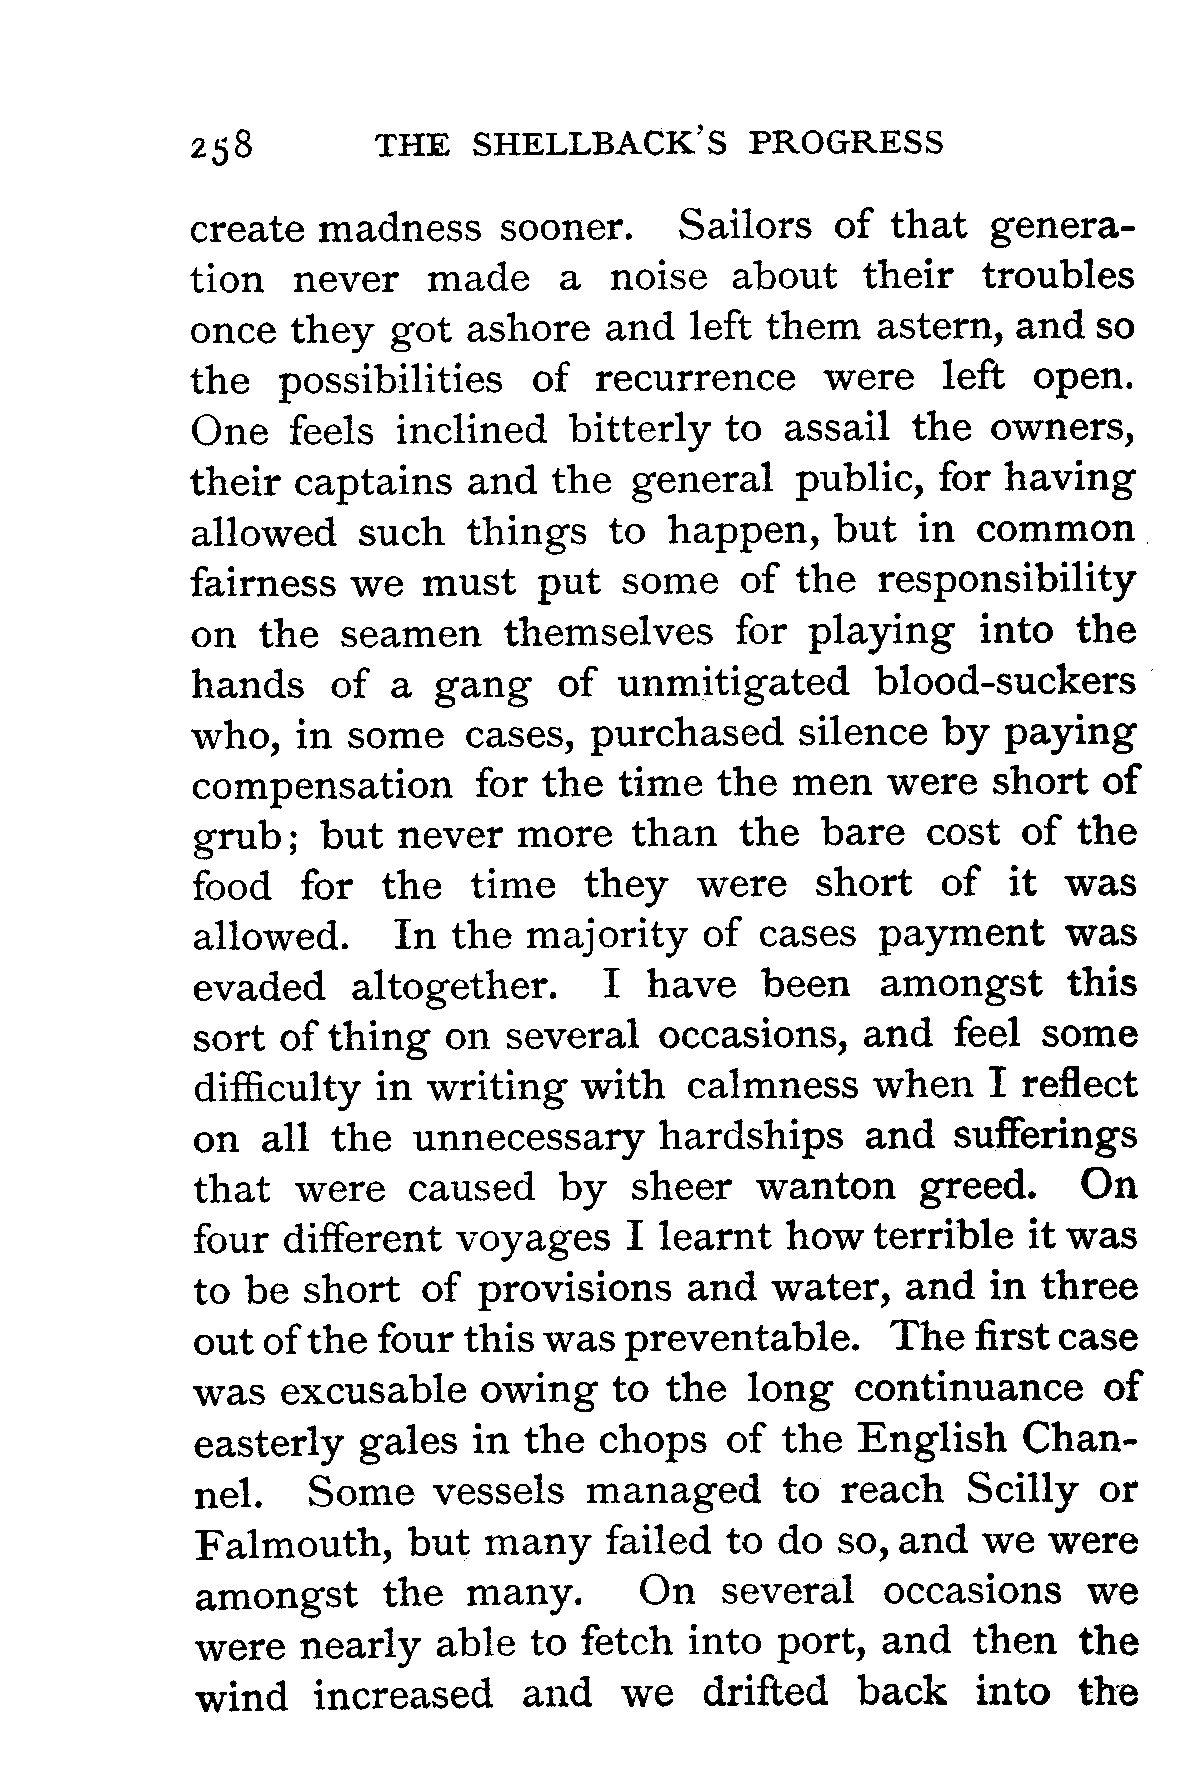 258 THE SHELLBACK'S PROGRESS
create madness sooner. Sailors of that genera-
tion never made a noise about their troubles
once they got ashore and left them astern, and so
the possibilities of recurrence were left open.
One feels inclined bitterly to assail the owners,
their captains and the general public, for having
allowed such things to happen, but in common
fairness we must put some of the responsibility
on the seamen themselves for playing into the
hands of a gang of unmitigated blood-suckers
who, in some cases, purchased silence by paying
compensation for the time the men were short of
grub; but never more than the bare cost of the
food for the time they were short of it was
allowed. In the majority of cases payment was
evaded altogether. I have been amongst this
sort of thing on several occasions, and feel some
difficulty in writing with calmness when I reflect
on all the unnecessary hardships and sufferings
that were caused by sheer wanton greed. On
four different voyages I learnt how terrible it was
to be short of provisions and water, and in three
out of the four this was preventable. The first case
was excusable owing to the long continuance of
easterly gales in the chops of the English Chan-
nel. Some vessels managed to reach Scilly or
Falmouth, but many failed to do so, and we were
amongst the many. On several occasions we
were nearly able to fetch into port, and then the
wind increased and we drifted back into the